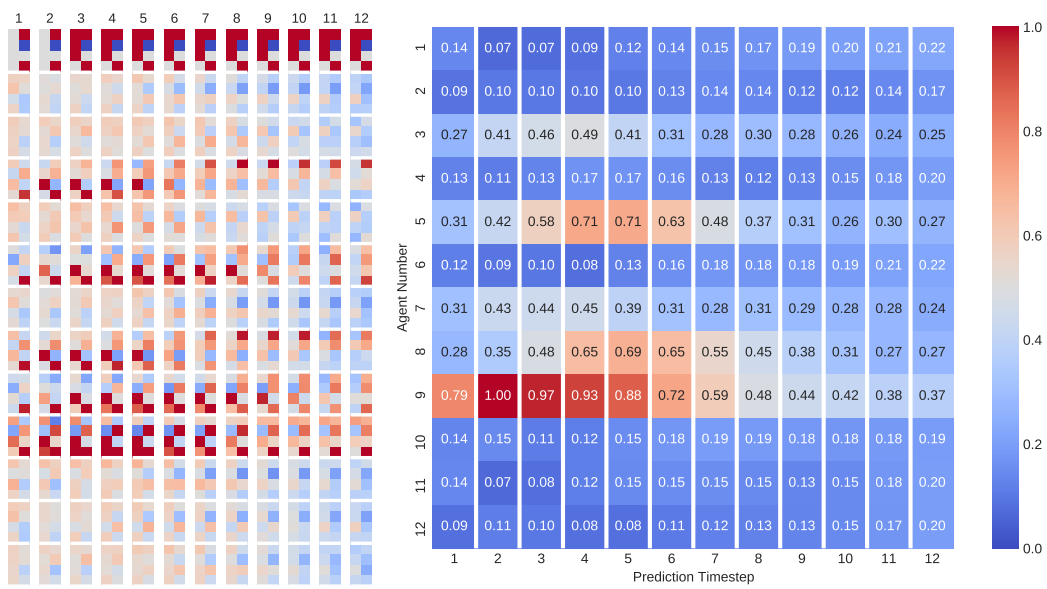 1 2 3 4 5 6 7 8 9 10 11 12
1 0.14 0.07 0.07 0.09 0.12 0.14 0.15 0.17 0.19 0.20 0.21 0.22
2 0.09 0.10 0.10 0.10 0.13 0.14 0.14 0.12 0.12 0.14 0.14 0.17
3 0.27 0.41 0.46 0.49 0.41 0.31 0.28 0.30 0.28 0.26 0.24 0.25
4 0.13 0.11 0.13 0.17 0.17 0.16 0.13 0.12 0.13 0.15 0.18 0.20
5 0.31 0.42 0.58 0.71 0.71 0.63 0.48 0.37 0.31 0.26 0.30 0.27
6 0.12 0.09 0.10 0.08 0.13 0.16 0.18 0.18 0.18 0.19 0.21 0.22
7 0.31 0.43 0.44 0.45 0.39 0.31 0.28 0.31 0.29 0.28 0.28 0.24
8 0.28 0.35 0.48 0.65 0.69 0.65 0.55 0.45 0.38 0.31 0.27 0.27
9 0.79 1.00 0.97 0.93 0.88 0.72 0.59 0.48 0.44 0.42 0.38 0.37
10 0.14 0.15 0.11 0.12 0.15 0.18 0.19 0.19 0.18 0.18 0.18 0.19
11 0.14 0.07 0.08 0.12 0.15 0.15 0.15 0.15 0.13 0.15 0.18 0.20
12 0.09 0.11 0.10 0.08 0.08 0.11 0.12 0.13 0.13 0.15 0.17 0.20
1 2 3 4 5 6 7 8 9 10 11 12
Prediction Timestep
Agent Number
1.0
0.8
0.6
0.4
0.2
0.0